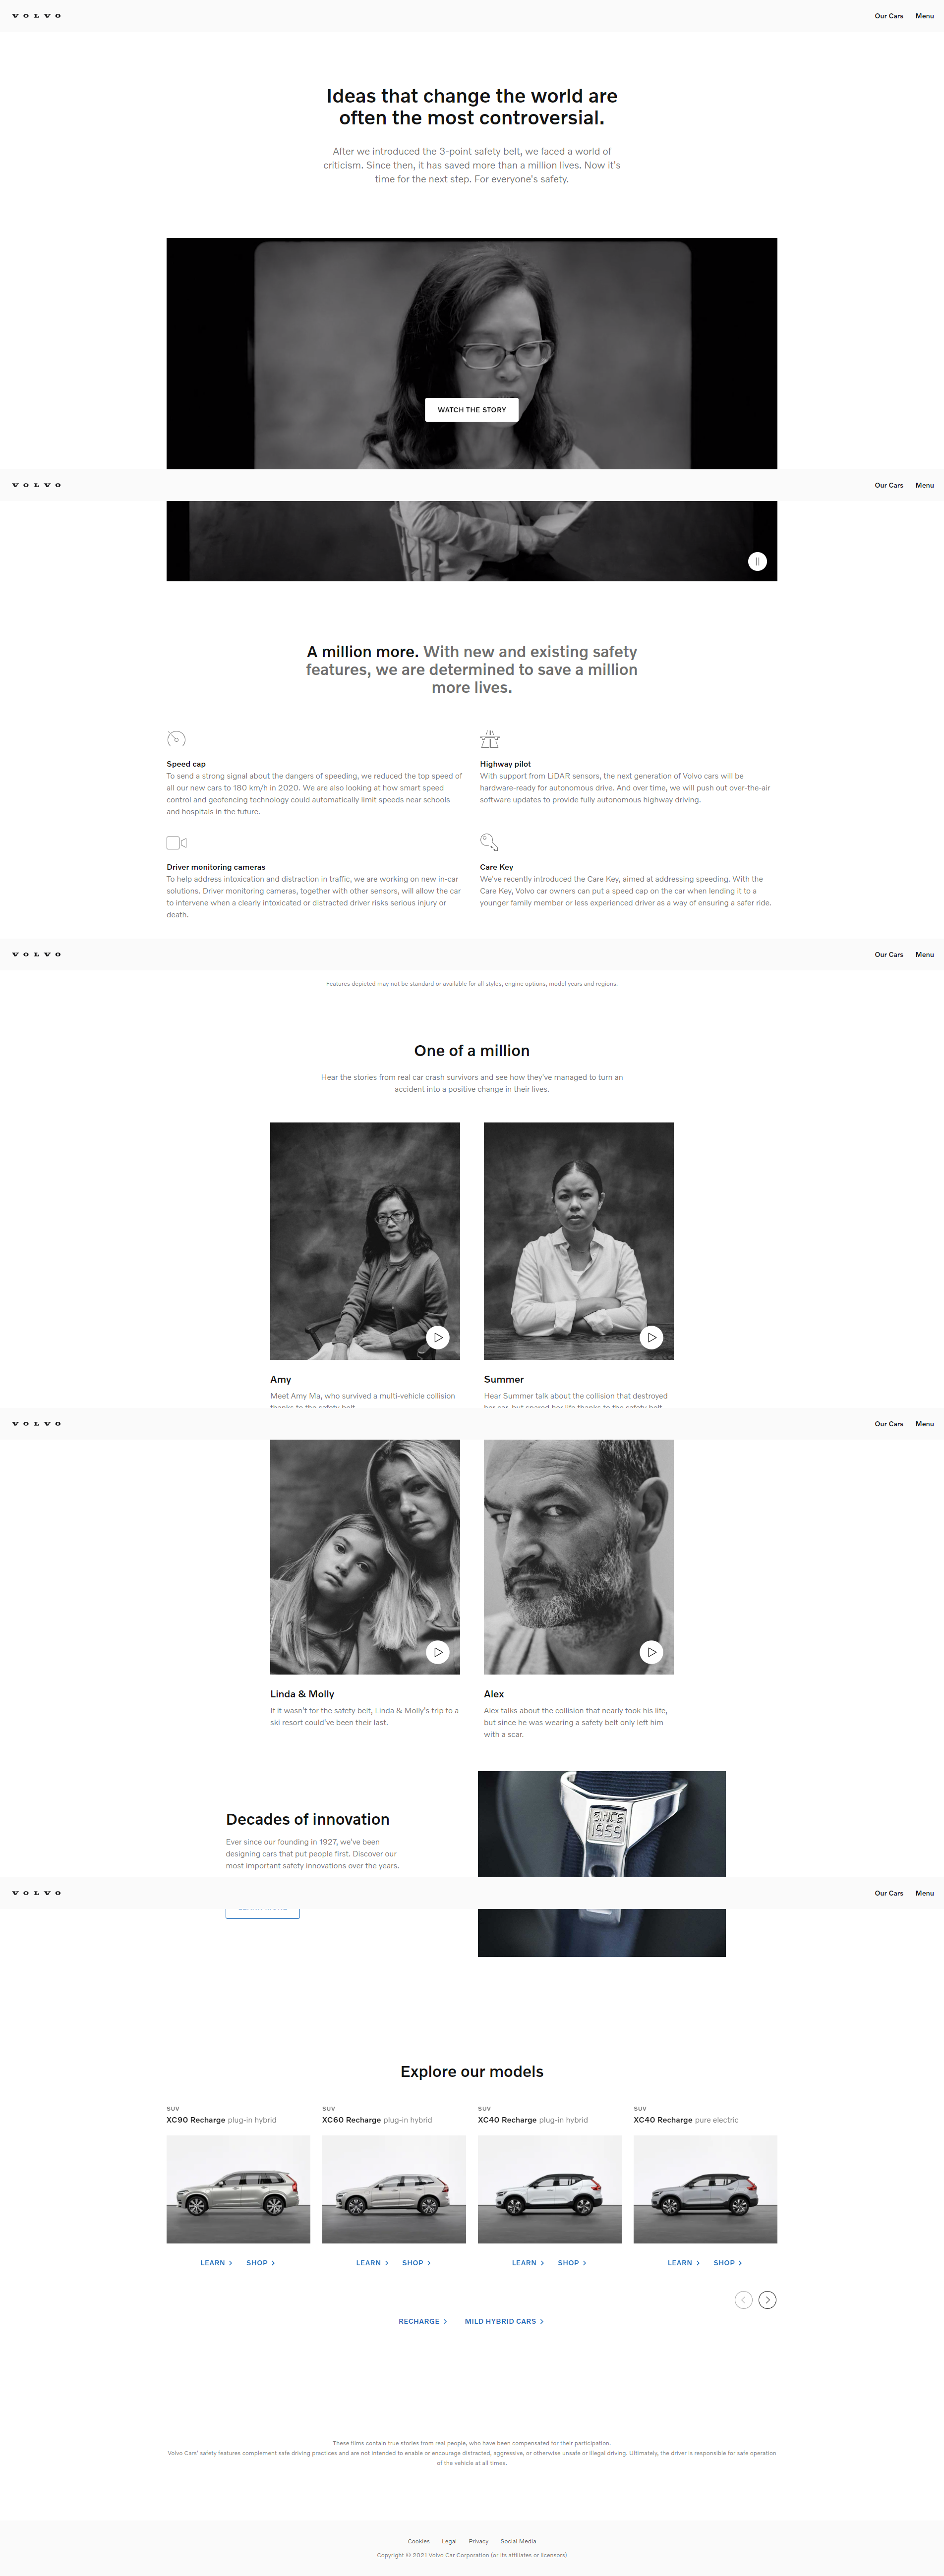 VOLVO
Our Cars Menu
Ideas that change the world are
often the most controversial.
After we introduced the 3-point safety belt, we faced a world of
criticism. Since then, it has saved more than a million lives. Now it's
time for the next step. For everyone's safety.
WATCH THE STORY
VOLVO
Our Cars Menu
A million more. With new and existing safety
features, we are determined to save a million
more lives.
Speed cap
To send a strong signal about the dangers of speeding, we reduced the top speed of
all our new cars to 180 km/h in 2020. We are also looking at how smart speed
control and geofencing technology could automatically limit speeds near schools
and hospitals in the future.
Highway pilot
With support from LiDAR sensors, the next generation of Volvo cars will be
hardware-ready for autonomous drive. And over time, we will push out over-the-air
software updates to provide fully autonomous highway driving.
Driver monitoring cameras
To help address intoxication and distraction in traffic, we are working on new in-car
solutions. Driver monitoring cameras, together with other sensors, will allow the car
to intervene when a clearly intoxicated or distracted driver risks serious injury or
death.
Care Key
We've recently introduced the Care Key, aimed at addressing speeding. With the
Care Key, Volvo car owners can put a speed cap on the car when lending it to a
younger family member or less experienced driver as a way of ensuring a safer ride.
VOLVO
Our Cars Menu
Features depicted may not be standard or available for all styles, engine options, model years and regions.
One of a million
Hear the stories from real car crash survivors and see how they've managed to turn an
accident into a positive change in their lives.
Amy
Meet Amy Ma, who survived a multi-vehicle collision
thanks to the safety belt.
Summer
Hear Summer talk about the collision that destroyed
her car, but spared her life thanks to the safety belt.
VOLVO
Our Cars Menu
Linda & Molly
If it wasn't for the safety belt, Linda & Molly's trip to a
ski resort could've been their last.
Alex
Alex talks about the collision that nearly took his life,
but since he was wearing a safety belt only left him
with a scar.
Decades of innovation
Ever since our founding in 1927, we've been
designing cars that put people first. Discover our
most important safety innovations over the years.
SINCE
1959
VOLVO
Our Cars Menu
Explore our models
SUV
XC90 Recharge plug-in hybrid
LEARN SHOP
SUV
XC60 Recharge plug-in hybrid
LEARN SHOP
SUV
XC40 Recharge plug-in hybrid
LEARN SHOP
SUV
XC40 Recharge pure electric
LEARN SHOP
RECHARGE MILD HYBRID CARS
These films contain true stories from real people, who have been compensated for their participation.
Volvo Cars' safety features complement safe driving practices and are not intended to enable or encourage distracted, aggressive, or otherwise unsafe or illegal driving. Ultimately, the driver is responsible for safe operation
of the vehicle at all times.
Cookies Legal Privacy Social Media
Copyright © 2021 Volvo Car Corporation (or its affiliates or licensors)